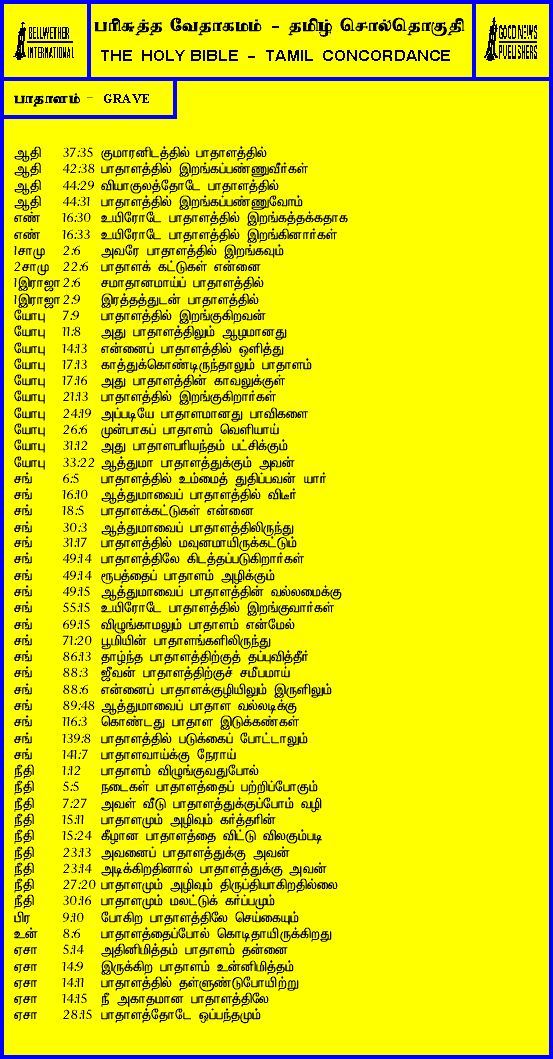 BELLWETHER INTERNATIONAL
பரிசுத்த வேதாகமம் - தமிழ் சொல்தொகுதி
THE HOLY BIBLE - TAMIL CONCORDANCE
GOOD NEWS PUBLISHERS
பாதாளம் - GRAVE
ஆதி 37:35 குமாரனிடத்தில் பாதாளத்தில்
ஆதி 42:38 பாதாளத்தில் இறங்கப்பண்ணுவீர்கள்
ஆதி 44:29 வியாகுலத்தோடே பாதாளத்தில்
ஆதி 44:31 பாதாளத்தில் இறங்கப்பண்ணுவோம்
எண் 16:30 உயிரோடே பாதாளத்தில் இறங்கத்தக்கதாக
எண் 16:33 உயிரோடே பாதாளத்தில் இறங்கினார்கள்
1சாமு 2:6 அவரே பாதாளத்தில் இறங்கவும்
2சாமு 22:6 பாதாளக் கட்டுகள் என்னை
1இராஜா 2:6 சமாதானமாய்ப் பாதாளத்தில்
1இராஜா 2:9 இரத்தத்துடன் பாதாளத்தில்
யோபு 7:9 பாதாளத்தில் இறங்குகிறவன்
யோபு 11:8 அது பாதாளத்திலும் ஆழமானது
யோபு 14:13 என்னைப் பாதாளத்தில் ஒளித்து
யோபு 17:13 காத்துக்கொண்டிருந்தாலும் பாதாளம்
யோபு 17:16 அது பாதாளத்தின் காவலுக்குள்
யோபு 21:13 பாதாளத்தில் இறங்குகிறார்கள்
யோபு 24:19 அப்படியே பாதாளமானது பாவிகளை
யோபு 26:6 முன்பாகப் பாதாளம் வெளியாய்
யோபு 31:12 அது பாதாளபரியந்தம் பட்சிக்கும்
யோபு 33:22 ஆத்துமா பாதாளத்துக்கும் அவன்
சங் 6:5 பாதாளத்தில் உம்மைத் துதிப்பவன் யார்
சங் 16:10 ஆத்துமாவைப் பாதாளத்தில் விடீர்
சங் 18:5 பாதாளக்கட்டுகள் என்னை
சங் 30:3 ஆத்துமாவைப் பாதாளத்திலிருந்து
சங் 31:17 பாதாளத்தில் மவுனமாயிருக்கட்டும்
சங் 49:14 பாதாளத்திலே கிடத்தப்படுகிறார்கள்
சங் 49:14 ரூபத்தைப் பாதாளம் அழிக்கும்
சங் 49:15 ஆத்துமாவைப் பாதாளத்தின் வல்லமைக்கு
சங் 55:15 உயிரோடே பாதாளத்தில் இறங்குவார்கள்
சங் 69:15 விழுங்காமலும் பாதாளம் என்மேல்
சங் 71:20 பூமியின் பாதாளங்களிலிருந்து
சங் 86:13 தாழ்ந்த பாதாளத்திற்குத் தப்புவித்தீர்
சங் 88:3 ஜீவன் பாதாளத்திற்குச் சமீபமாய்
சங் 88:6 என்னைப் பாதாளக்குழியிலும் இருளிலும்
சங் 89:48 ஆத்துமாவைப் பாதாள வல்லடிக்கு
சங் 116:3 கொண்டது பாதாள இடுக்கண்கள்
சங் 139:8 பாதாளத்தில் படுக்கைப் போட்டாலும்
சங் 141:7 பாதாளவாய்க்கு நேராய்
நீதி 1:12 பாதாளம் விழுங்குவதுபோல்
நீதி 5:5 நடைகள் பாதாளத்தைப் பற்றிப்போகும்
நீதி 7:27 அவள் வீடு பாதாளத்துக்குப்போம் வழி
நீதி 15:11 பாதாளமும் அழிவும் கர்த்தரின்
நீதி 15:24 கீழான பாதாளத்தை விட்டு விலகும்படி
நீதி 23:13 அவனைப் பாதாளத்துக்கு அவன்
நீதி 23:14 அடிக்கிறதினால் பாதாளத்துக்கு அவன்
நீதி 27:20 பாதாளமும் அழிவும் திருப்தியாகிறதில்லை
நீதி 30:16 பாதாளமும் மலட்டுக் கர்ப்பமும்
பிர 9:10 போகிற பாதாளத்திலே செய்கையும்
உன் 8:6 பாதாளத்தைப்போல் கொடிதாயிருக்கிறது
ஏசா 5:14 அதினிமித்தம் பாதாளம் தன்னை
ஏசா 14:9 இருக்கிற பாதாளம் உன்னிமித்தம்
ஏசா 14:11 பாதாளத்தில் தள்ளுண்டுபோயிற்று
ஏசா 14:15 நீ அகாதமான பாதாளத்திலே
ஏசா 28:15 பாதாளத்தோடே ஒப்பந்தமும்